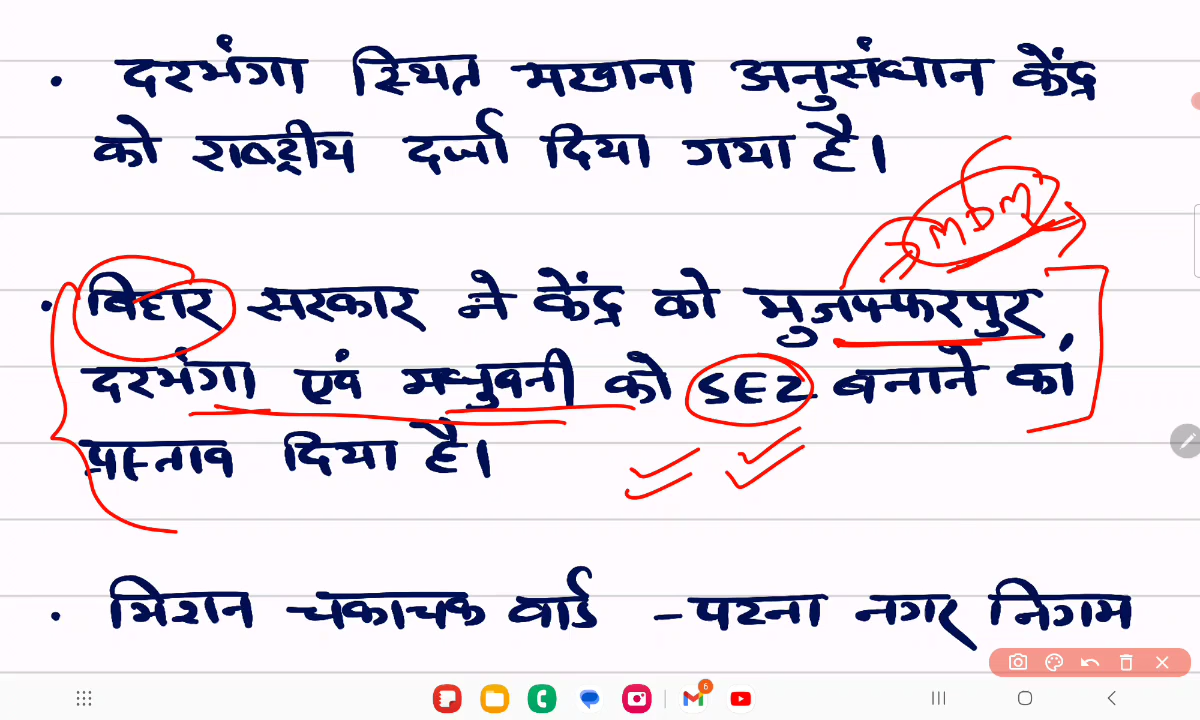 • दरभंगा स्थित मखाना अनुसंधान केंद्र
को राष्ट्रीय दर्जा दिया गया है।
MDM
• बिहार सरकार ने केंद्र को मुजफ्फरपुर
दरभंगा एवं मधुबनी को SEZ बनाने का
प्रस्ताव दिया है।
• मिशन चकाचक वार्ड - पटना नगर निगम
6